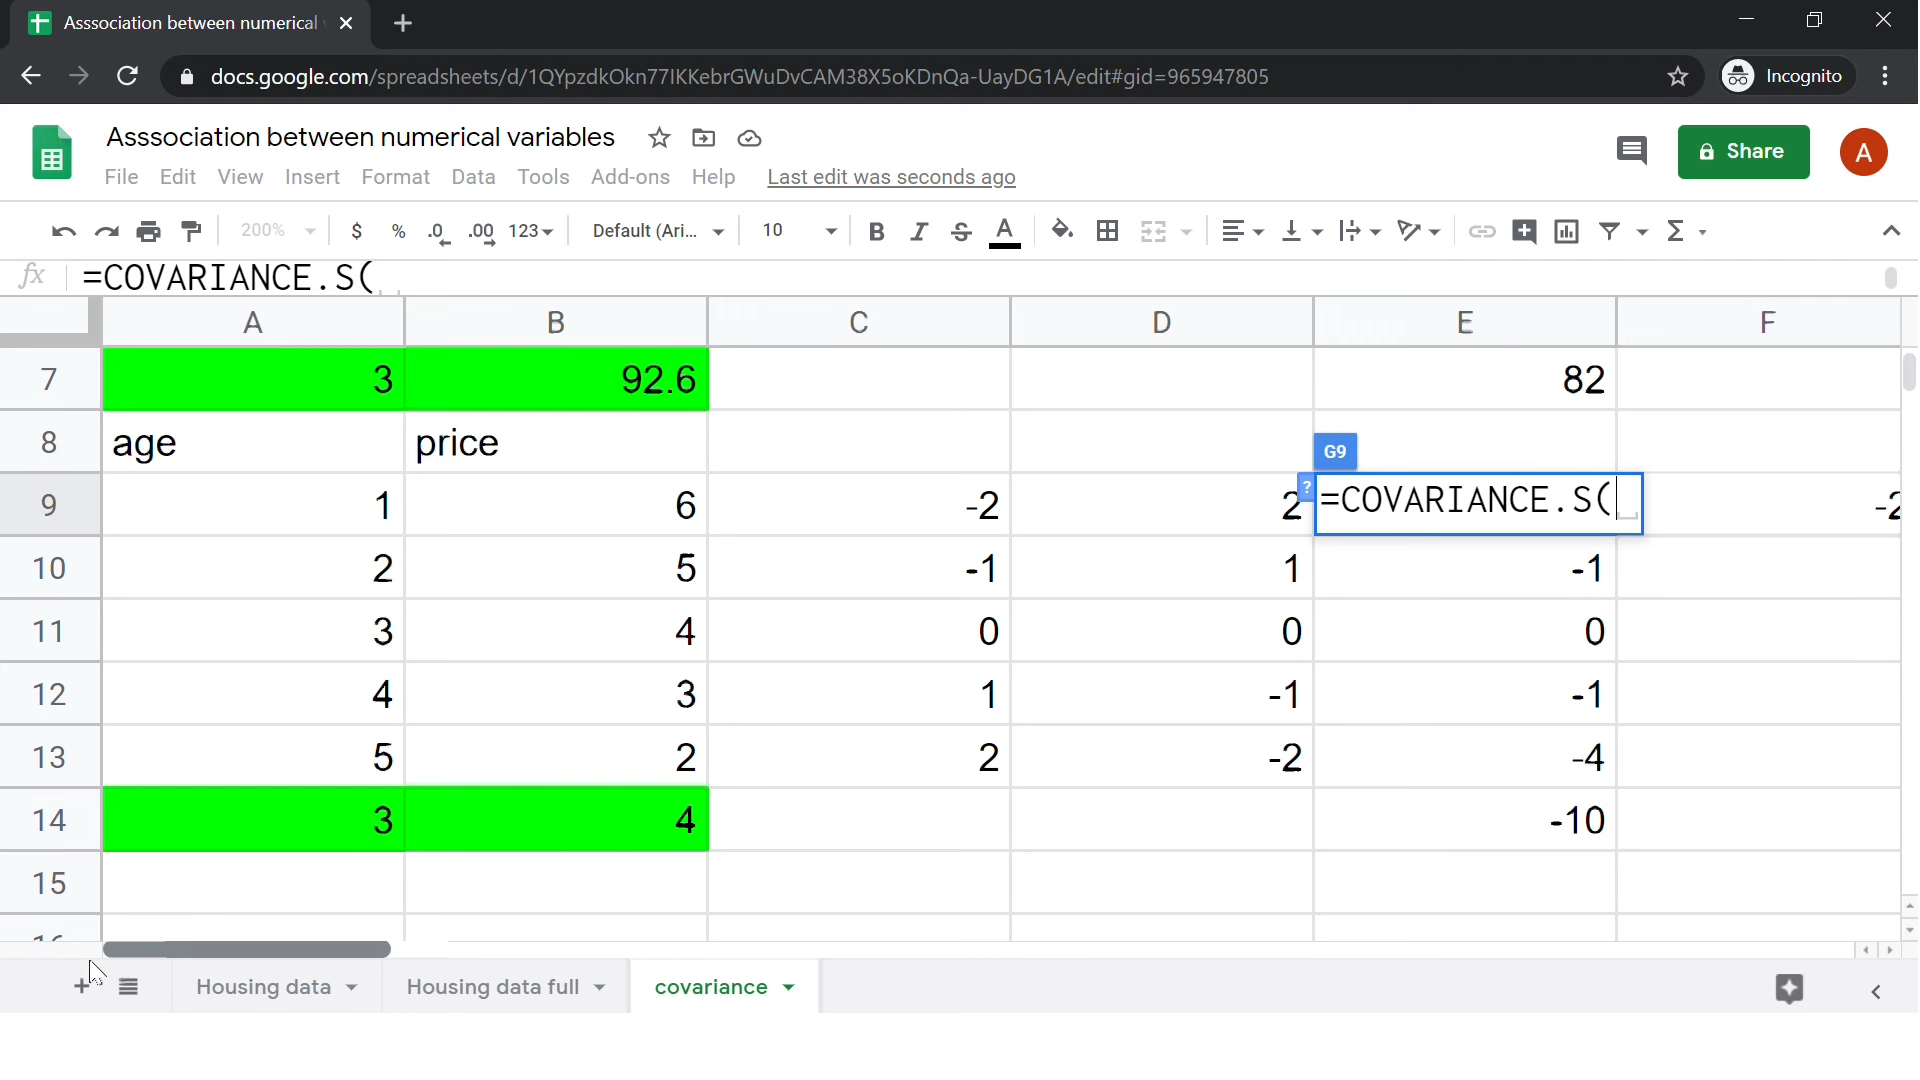 Asssociation between numerical
docs.google.com/spreadsheets/d/1QYpzdkOkn77IKKebrGWuDvCAM38X5oKDnQa-UayDG1A/edit#gid=965947805
Incognito
Asssociation between numerical variables
Share
A
File Edit View Insert Format Data Tools Add-ons Help Last edit was seconds ago
200% $ % .0 .00 123 Default (Ari... 10 B I S A Σ
fx =COVARIANCE.S(
A B C D E F
7 3 92.6 82
8 age price
G9
9 1 6 -2 2 ? =COVARIANCE.S( -2
10 2 5 -1 1 -1
11 3 4 0 0 0
12 4 3 1 -1 -1
13 5 2 2 -2 -4
14 3 4 -10
15
+ Housing data Housing data full covariance